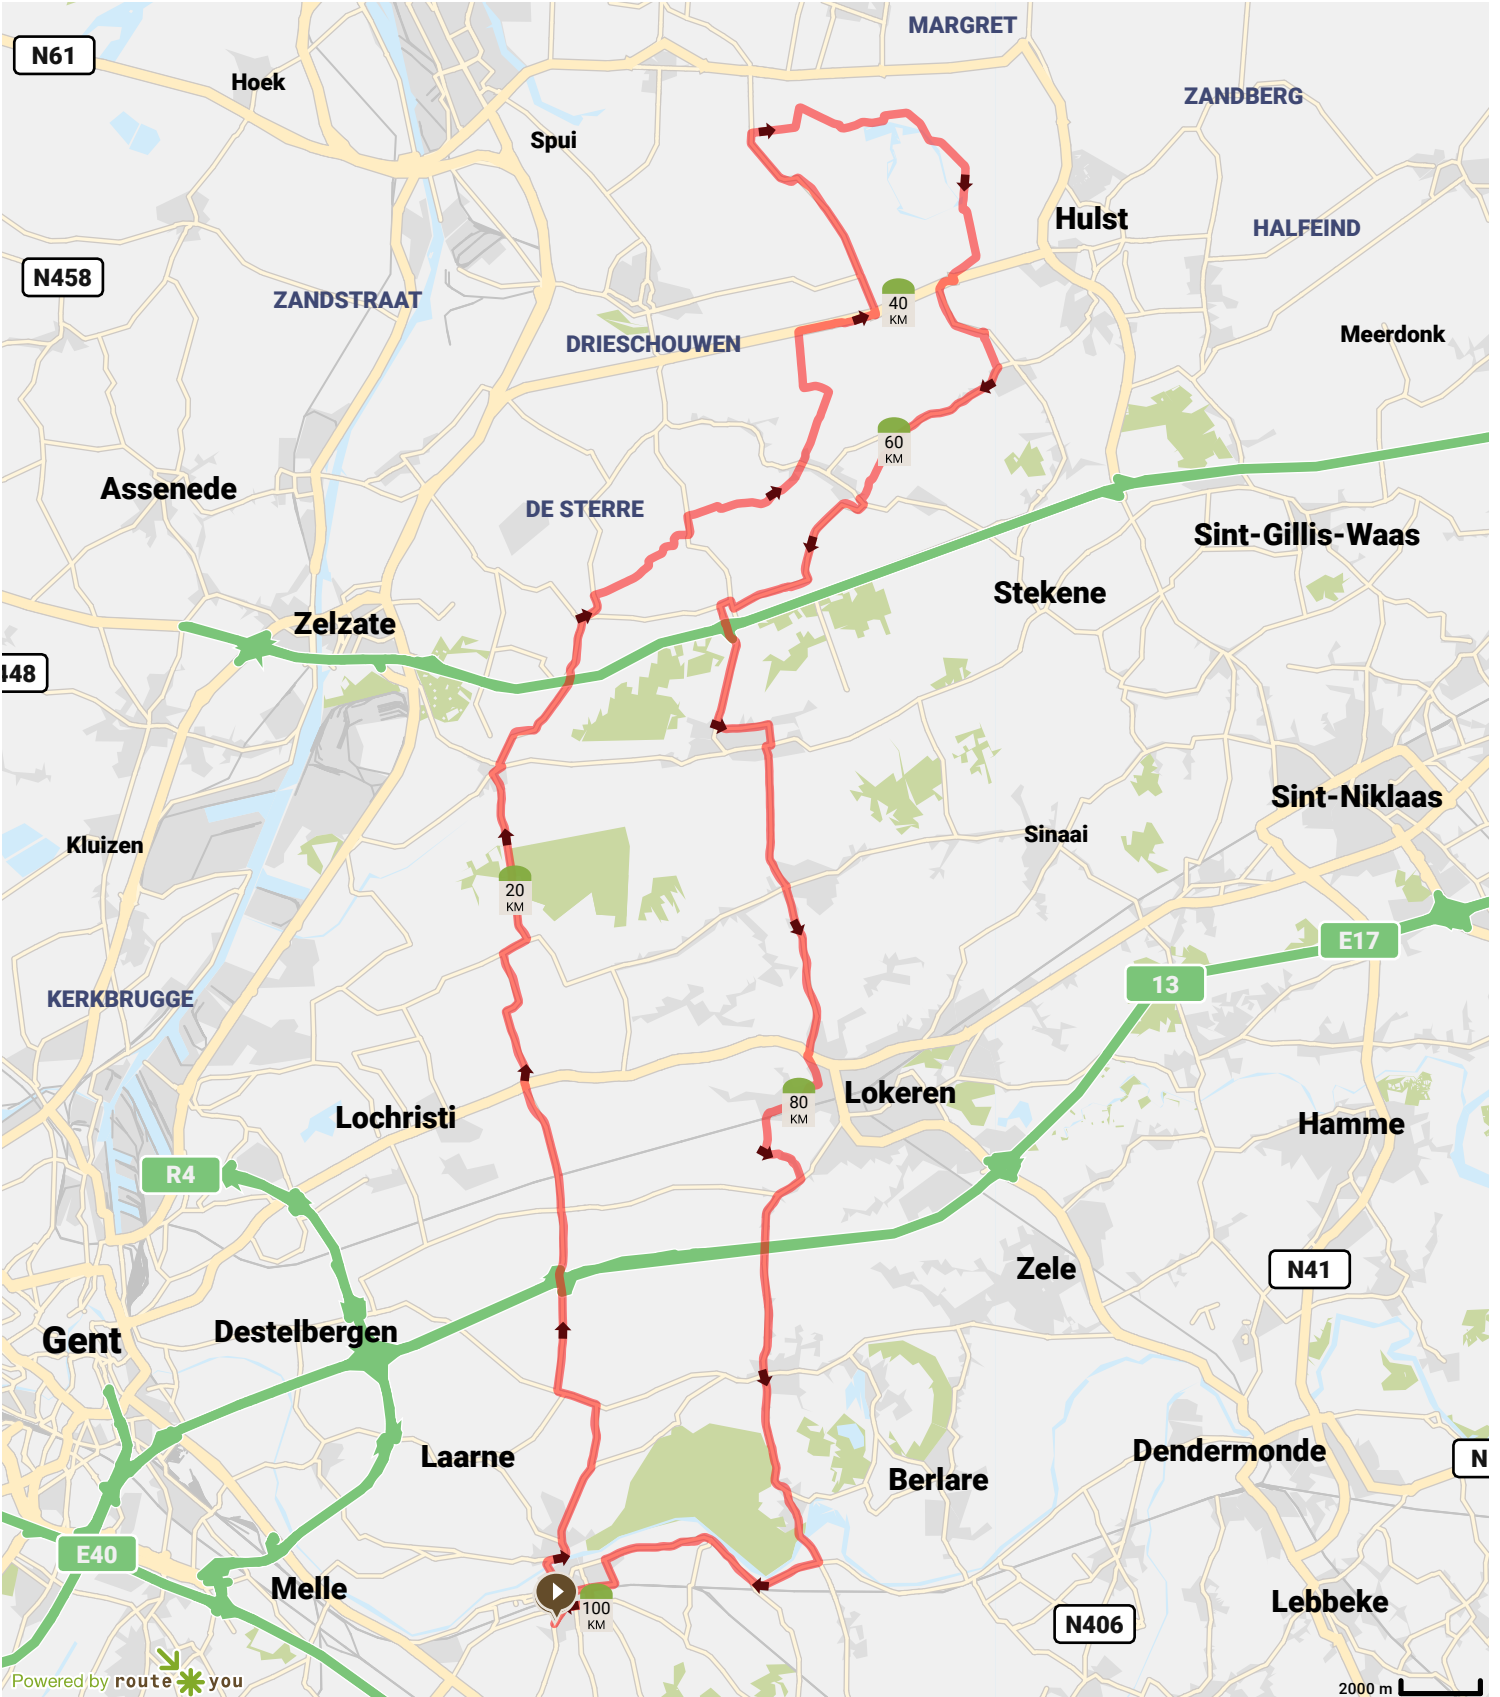 MARGRET
N61
Hoek
ZANDBERG
Spui
Hulst
HALFEIND
N458
ZANDSTRAAT
40
KM
DRIESCHOUWEN
Meerdonk
60
KM
Assenede
DE STERRE
Sint-Gillis-Waas
Stekene
Zelzate
448
Sint-Niklaas
Kluizen
Sinaai
20
KM
E17
13
KERKBRUGGE
Lokeren
80
KM
Lochristi
Hamme
R4
Zele
N41
Gent
Destelbergen
Laarne
Dendermonde
N
Berlare
E40
Melle
100
KM
Lebbeke
N406
Powered by route you
2000 m